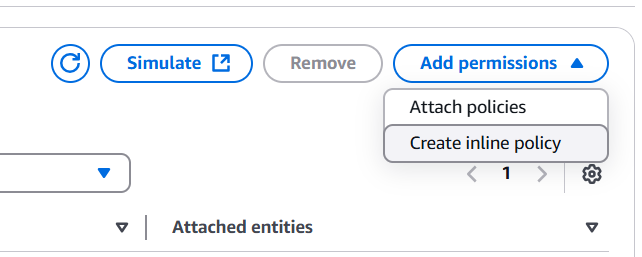 Simulate
Remove
Add permissions
Attach policies
Create inline policy
1
Attached entities